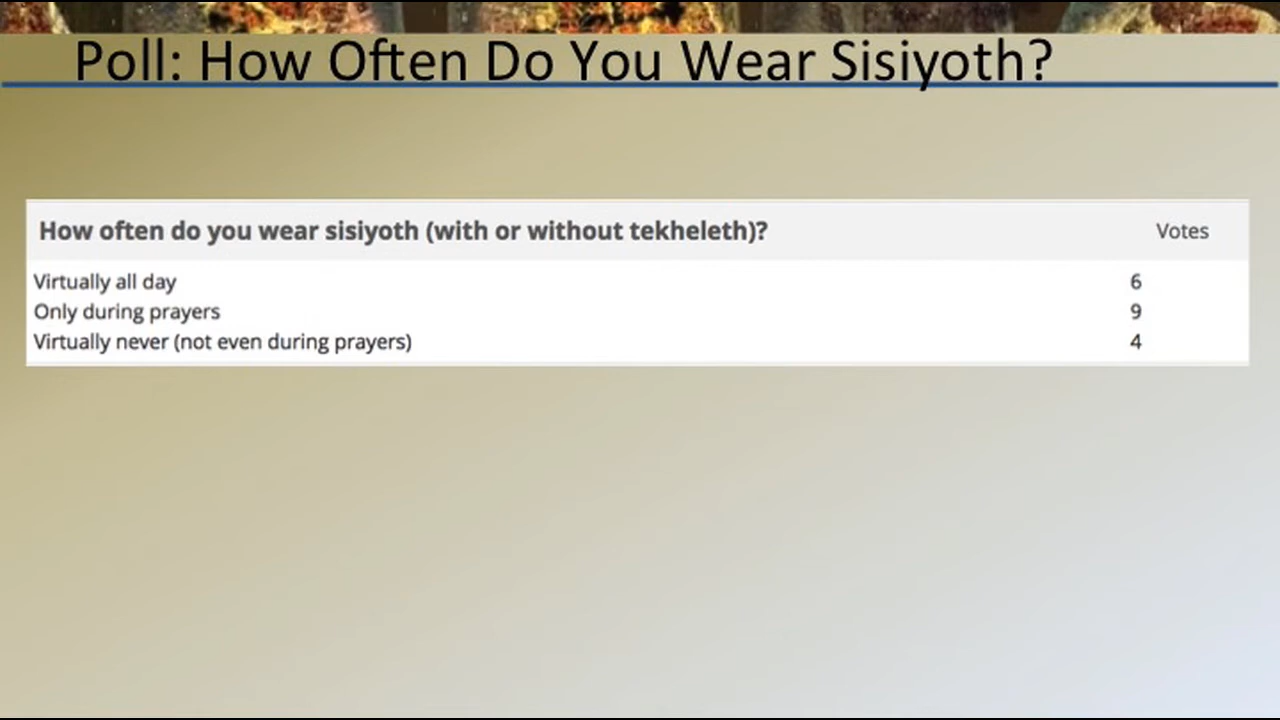 Poll: How Often Do You Wear Sisiyoth?
How often do you wear sisiyoth (with or without tekheleth)? Votes
Virtually all day 6
Only during prayers 9
Virtually never (not even during prayers) 4